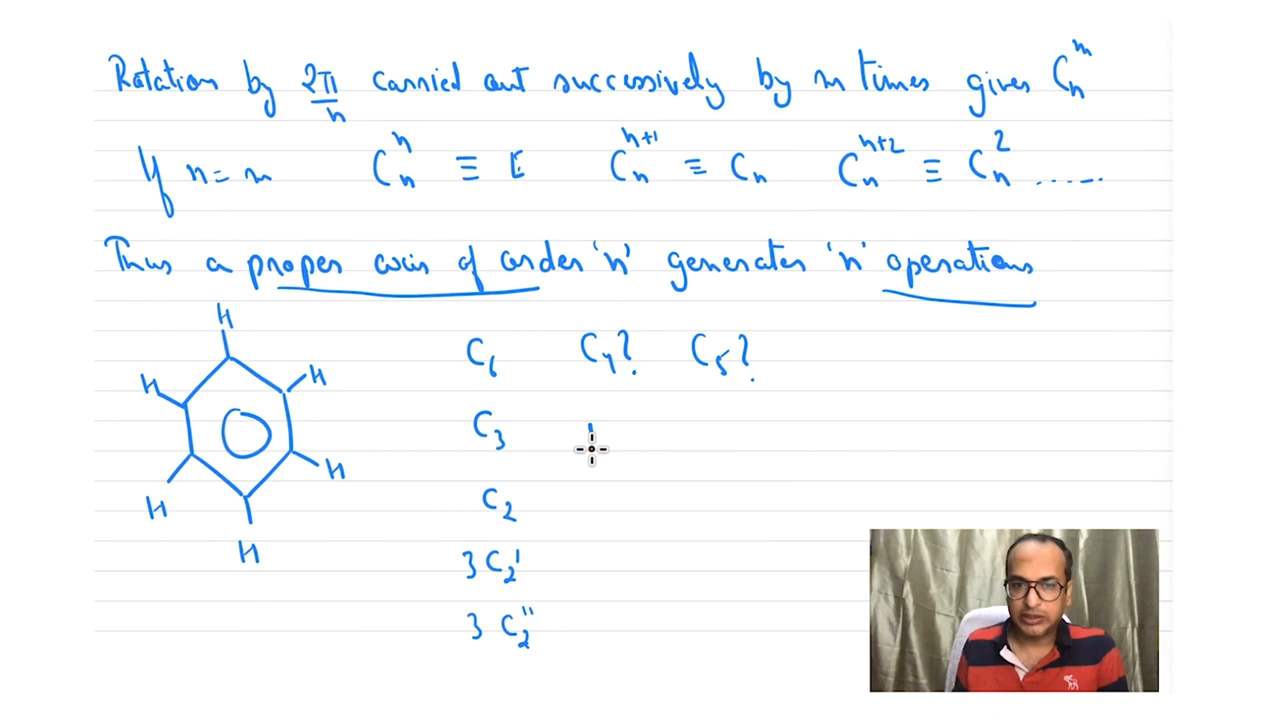 Rotation by 2π/n carried out successively by m times gives Cₙᵐ
If n = m Cₙⁿ ≡ E Cₙⁿ⁺¹ ≡ Cₙ Cₙⁿ⁺² ≡ Cₙ² ......
Thus a proper axis of order 'n' generates 'n' operations
H
H H
H H
H
C₆ C₄? C₅?
C₃
C₂
3 C₂'
3 C₂''